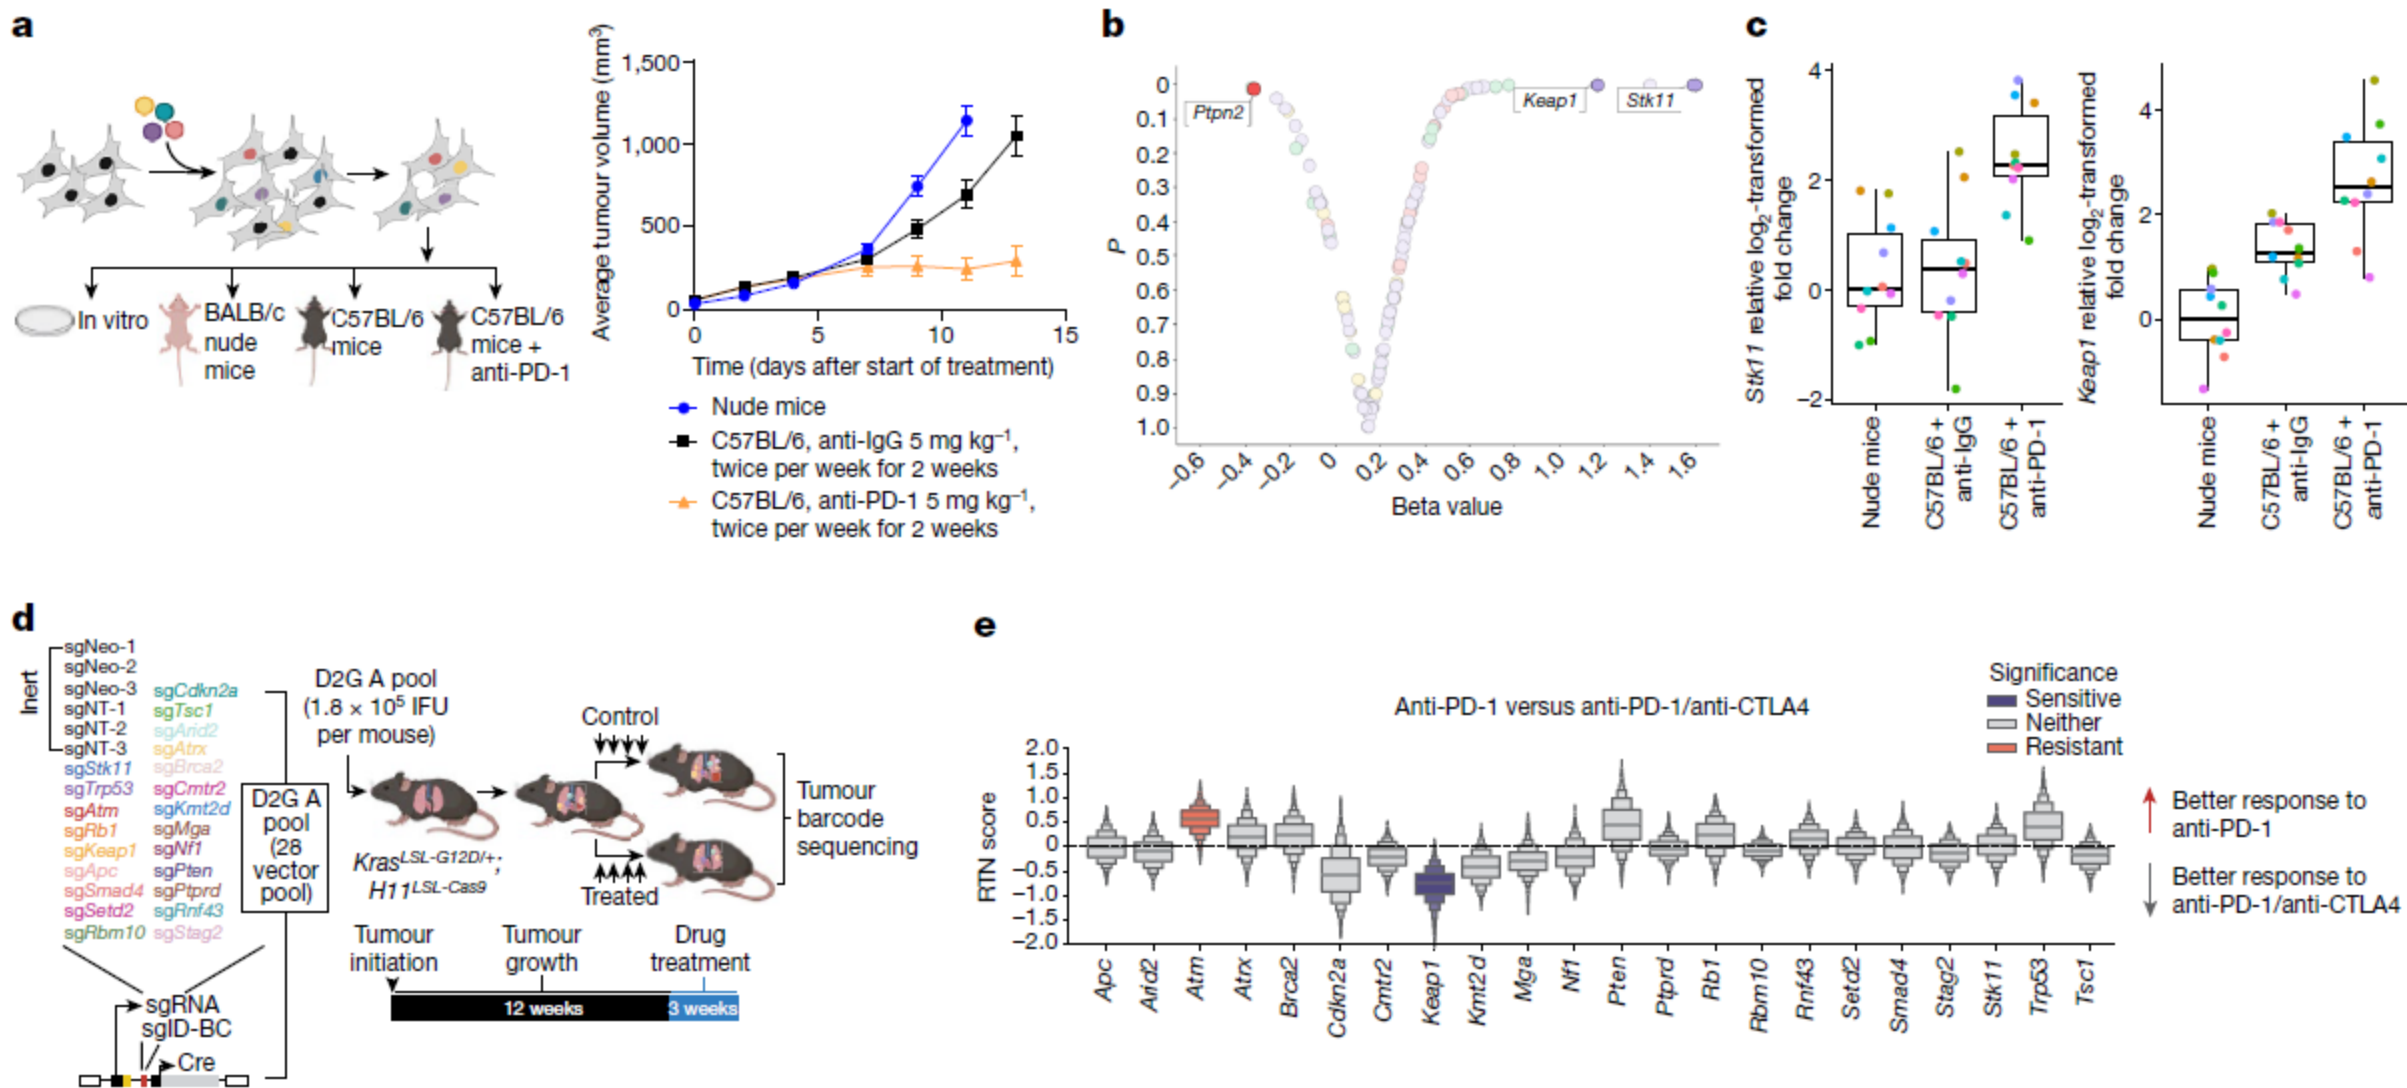 a
In vitro
BALB/c
nude
mice
C57BL/6
mice
C57BL/6
mice +
anti-PD-1
Average tumour volume (mm³)
1,500
1,000
500
0
0
5
10
15
Time (days after start of treatment)
Nude mice
C57BL/6, anti-IgG 5 mg kg⁻¹,
twice per week for 2 weeks
C57BL/6, anti-PD-1 5 mg kg⁻¹,
twice per week for 2 weeks
b
P
0
0.1
0.2
0.3
0.4
0.5
0.6
0.7
0.8
0.9
1.0
Ptpn2
Keap1
Stk11
–0.6
–0.4
–0.2
0
0.2
0.4
0.6
0.8
1.0
1.2
1.4
1.6
Beta value
c
Stk11 relative log₂-transformed
fold change
4
2
0
–2
Nude mice
C57BL/6 +
anti-IgG
C57BL/6 +
anti-PD-1
Keap1 relative log₂-transformed
fold change
4
2
0
Nude mice
C57BL/6 +
anti-IgG
C57BL/6 +
anti-PD-1
d
Inert
sgNeo-1
sgNeo-2
sgNeo-3
sgNT-1
sgNT-2
sgNT-3
sgStk11
sgTrp53
sgAtm
sgRb1
sgKeap1
sgApc
sgSmad4
sgSetd2
sgRbm10
sgCdkn2a
sgTsc1
sgArid2
sgAtrx
sgBrca2
sgCmtr2
sgKmt2d
sgMga
sgNf1
sgPten
sgPtprd
sgRnf43
sgStag2
D2G A
pool
(28
vector
pool)
sgRNA
sgID-BC
Cre
D2G A pool
(1.8 × 10⁵ IFU
per mouse)
Kras^LSL-G12D/+;
H11^LSL-Cas9
Control
Treated
Tumour
barcode
sequencing
Tumour
initiation
Tumour
growth
Drug
treatment
12 weeks
3 weeks
e
Anti-PD-1 versus anti-PD-1/anti-CTLA4
Significance
Sensitive
Neither
Resistant
RTN score
2.0
1.5
1.0
0.5
0
–0.5
–1.0
–1.5
–2.0
Apc
Arid2
Atm
Atrx
Brca2
Cdkn2a
Cmtr2
Keap1
Kmt2d
Mga
Nf1
Pten
Ptprd
Rb1
Rbm10
Rnf43
Setd2
Smad4
Stag2
Stk11
Trp53
Tsc1
Better response to
anti-PD-1
Better response to
anti-PD-1/anti-CTLA4